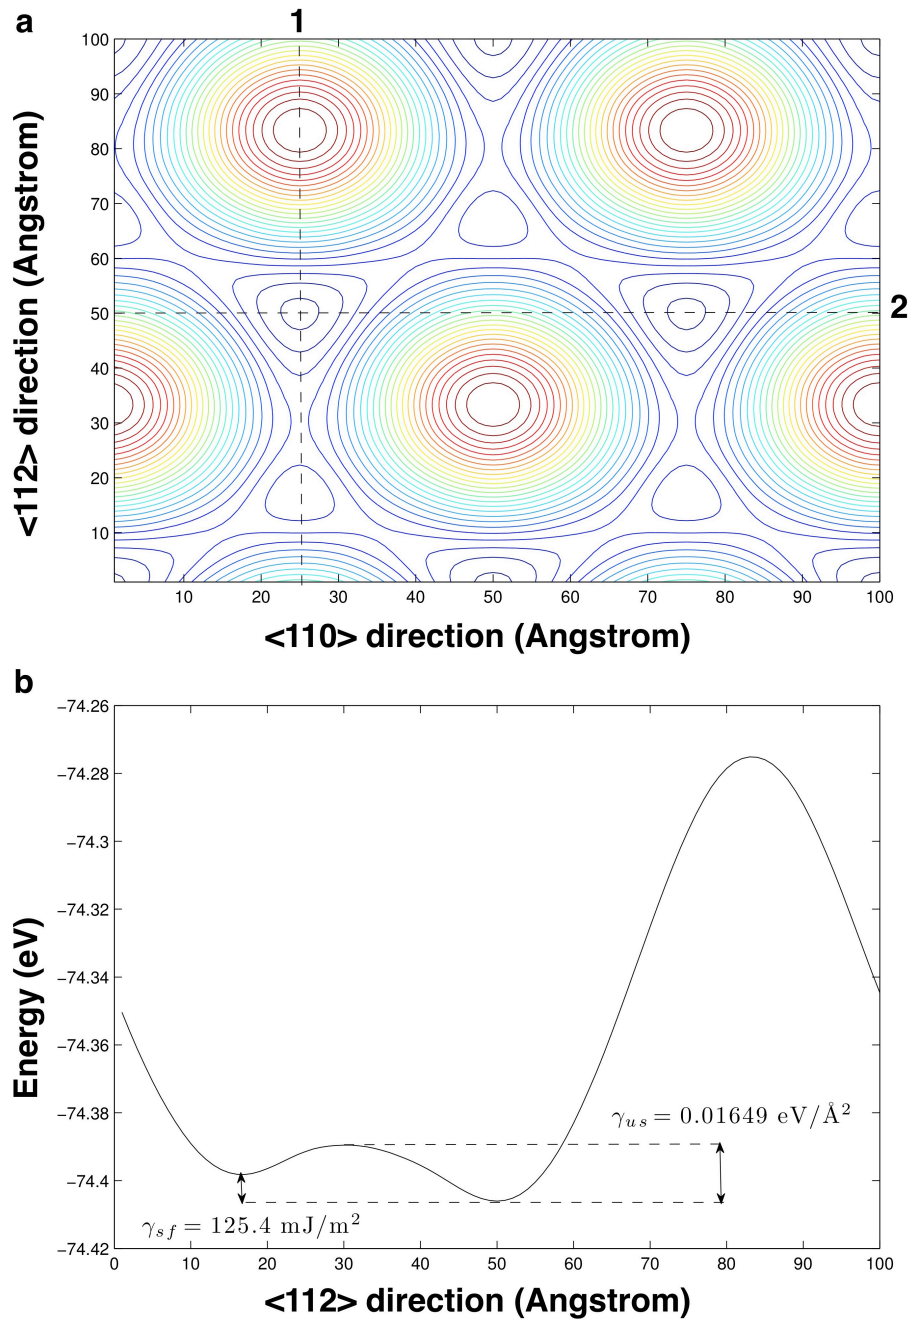 a
1
100
90
80
70
60
50
40
30
20
10
2
<112> direction (Angstrom)
10 20 30 40 50 60 70 80 90 100
<110> direction (Angstrom)
b
−74.26
−74.28
−74.3
−74.32
−74.34
−74.36
−74.38
−74.4
−74.42
Energy (eV)
γus = 0.01649 eV/Å2
γsf = 125.4 mJ/m2
0 10 20 30 40 50 60 70 80 90 100
<112> direction (Angstrom)